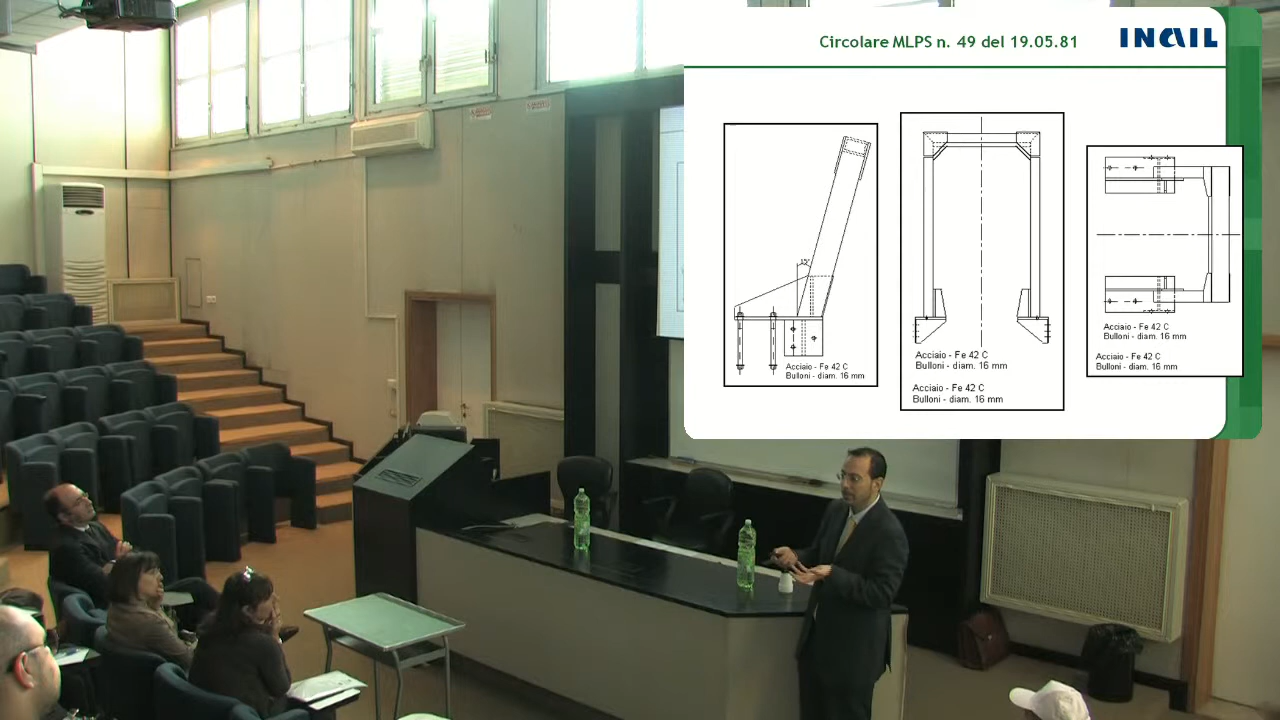 Circolare MLPS n. 49 del 19.05.81
INAIL
15°
Acciaio - Fe 42 C
Bulloni - diam. 16 mm
Acciaio - Fe 42 C
Bulloni - diam. 16 mm
Acciaio - Fe 42 C
Bulloni - diam. 16 mm
Acciaio - Fe 42 C
Bulloni - diam. 16 mm
Acciaio - Fe 42 C
Bulloni - diam. 16 mm